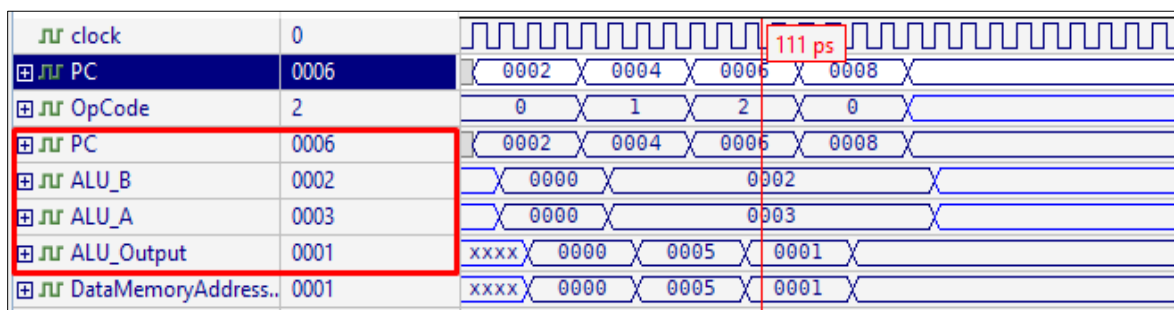 clock 0
111 ps
PC 0006 0002 0004 0006 0008
OpCode 2 0 1 2 0
PC 0006 0002 0004 0006 0008
ALU_B 0002 0000 0002
ALU_A 0003 0000 0003
ALU_Output 0001 xxxx 0000 0005 0001
DataMemoryAddress.. 0001 xxxx 0000 0005 0001